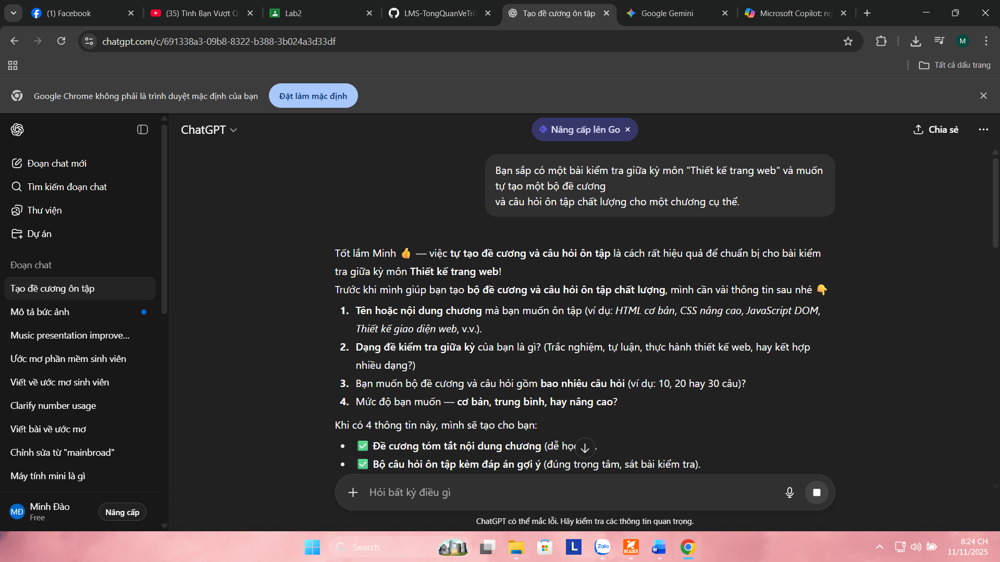 (1) Facebook
(35) Tình Bạn Vượt Q
Lab2
LMS-TongQuanVeTri
Tạo đề cương ôn tập
Google Gemini
Microsoft Copilot: ng
chatgpt.com/c/691338a3-09b8-8322-b388-3b024a3d33df
M
Tất cả dấu trang
Google Chrome không phải là trình duyệt mặc định của bạn
Đặt làm mặc định
ChatGPT
Nâng cấp lên Go
Chia sẻ
Đoạn chat mới
Tìm kiếm đoạn chat
Thư viện
Dự án
Đoạn chat
Tạo đề cương ôn tập
Mô tả bức ảnh
Music presentation improve...
Ước mơ phần mềm sinh viên
Viết về ước mơ sinh viên
Clarify number usage
Viết bài về ước mơ
Chỉnh sửa từ "mainbroad"
Máy tính mini là gì
MĐ
Minh Đào
Free
Nâng cấp
Bạn sắp có một bài kiểm tra giữa kỳ môn "Thiết kế trang web" và muốn
tự tạo một bộ đề cương
và câu hỏi ôn tập chất lượng cho một chương cụ thể.
Tốt lắm Minh 👍 — việc tự tạo đề cương và câu hỏi ôn tập là cách rất hiệu quả để chuẩn bị cho bài kiểm
tra giữa kỳ môn Thiết kế trang web!
Trước khi mình giúp bạn tạo bộ đề cương và câu hỏi ôn tập chất lượng, mình cần vài thông tin sau nhé 👇
1. Tên hoặc nội dung chương mà bạn muốn ôn tập (ví dụ: HTML cơ bản, CSS nâng cao, JavaScript DOM,
Thiết kế giao diện web, v.v.).
2. Dạng đề kiểm tra giữa kỳ của bạn là gì? (Trắc nghiệm, tự luận, thực hành thiết kế web, hay kết hợp
nhiều dạng?)
3. Bạn muốn bộ đề cương và câu hỏi gồm bao nhiêu câu hỏi (ví dụ: 10, 20 hay 30 câu)?
4. Mức độ bạn muốn — cơ bản, trung bình, hay nâng cao?
Khi có 4 thông tin này, mình sẽ tạo cho bạn:
• ✅ Đề cương tóm tắt nội dung chương (dễ học
• ✅ Bộ câu hỏi ôn tập kèm đáp án gợi ý (đúng trọng tâm, sát bài kiểm tra).
Hỏi bất kỳ điều gì
ChatGPT có thể mắc lỗi. Hãy kiểm tra các thông tin quan trọng.
Search
L
Zalo
READER
W
8:24 CH
11/11/2025